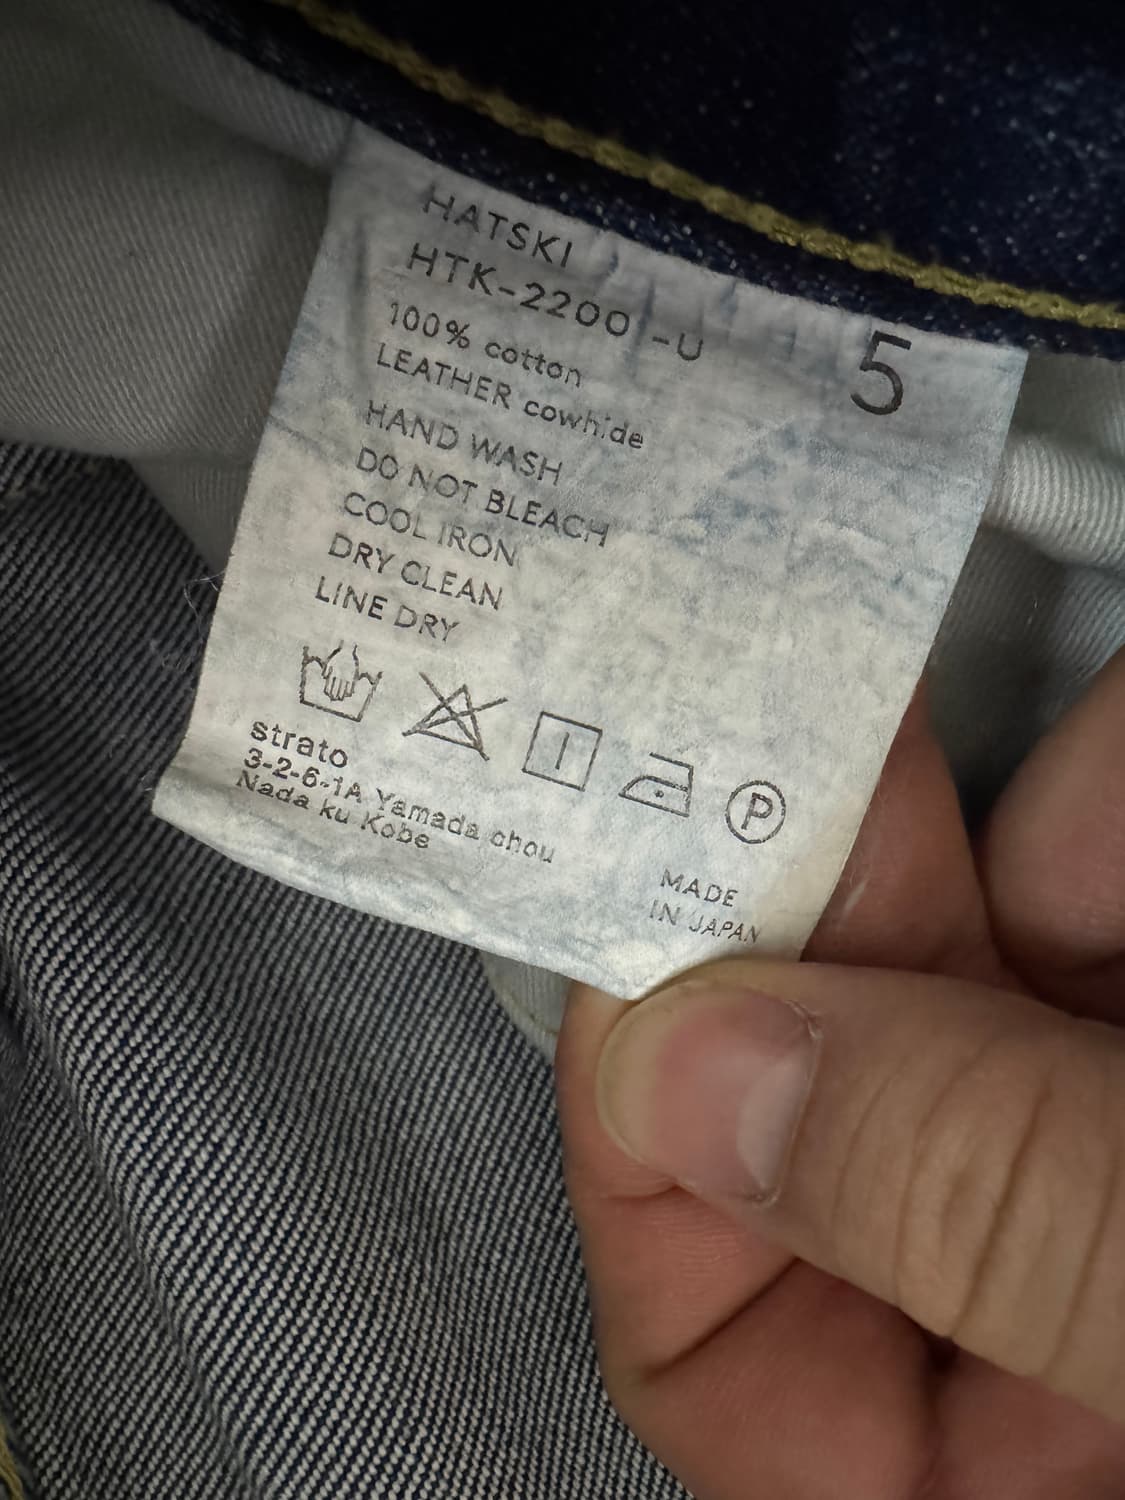 HATSKI
HTK-2200 -U
5
100% cotton
LEATHER cowhide
HAND WASH
DO NOT BLEACH
COOL IRON
DRY CLEAN
LINE DRY
P
strato
3-2-6-1A Yamada chou
Nada ku Kobe
MADE
IN JAPAN